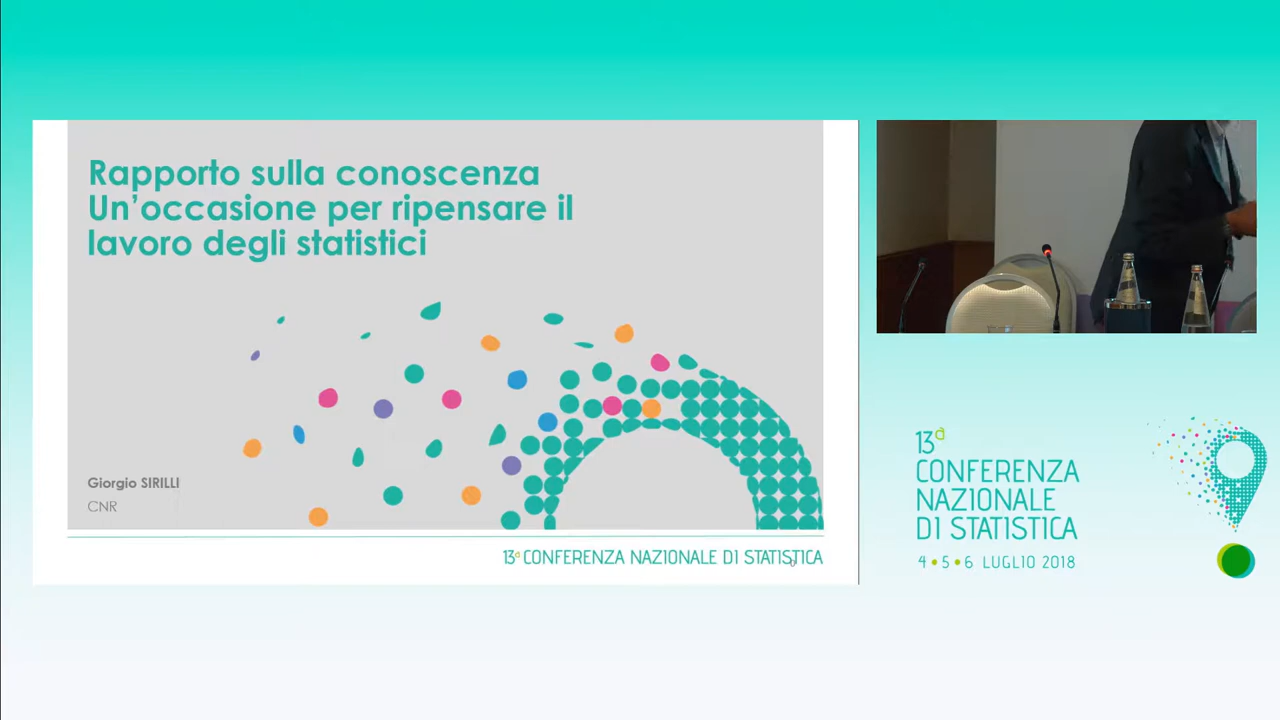 Rapporto sulla conoscenza
Un’occasione per ripensare il
lavoro degli statistici
Giorgio SIRILLI
CNR
13a CONFERENZA NAZIONALE DI STATISTICA
13a
CONFERENZA
NAZIONALE
DI STATISTICA
4•5•6 LUGLIO 2018